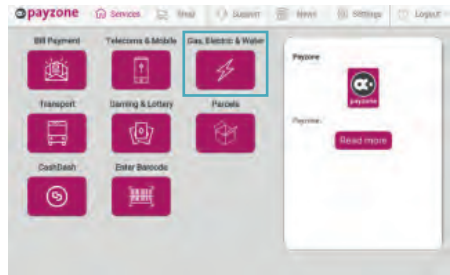 payzone Services Shop Support News Settings Logout
Bill Payment Telecoms & Mobile Gas, Electric & Water
Transport Gaming & Lottery Parcels
CashDash Enter Barcode
Payzone
payzone
Payzone
Read more